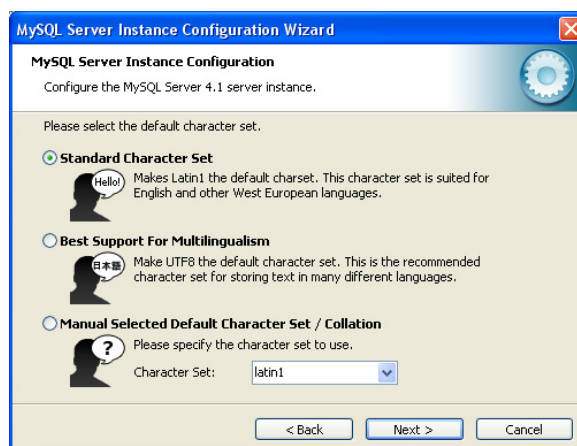 MySQL Server Instance Configuration Wizard
MySQL Server Instance Configuration
Configure the MySQL Server 4.1 server instance.
Please select the default character set.
Standard Character Set
Hello!
Makes Latin1 the default charset. This character set is suited for
English and other West European languages.
Best Support For Multilingualism
日本語
Make UTF8 the default character set. This is the recommended
character set for storing text in many different languages.
Manual Selected Default Character Set / Collation
?
Please specify the character set to use.
Character Set: latin1
< Back Next > Cancel